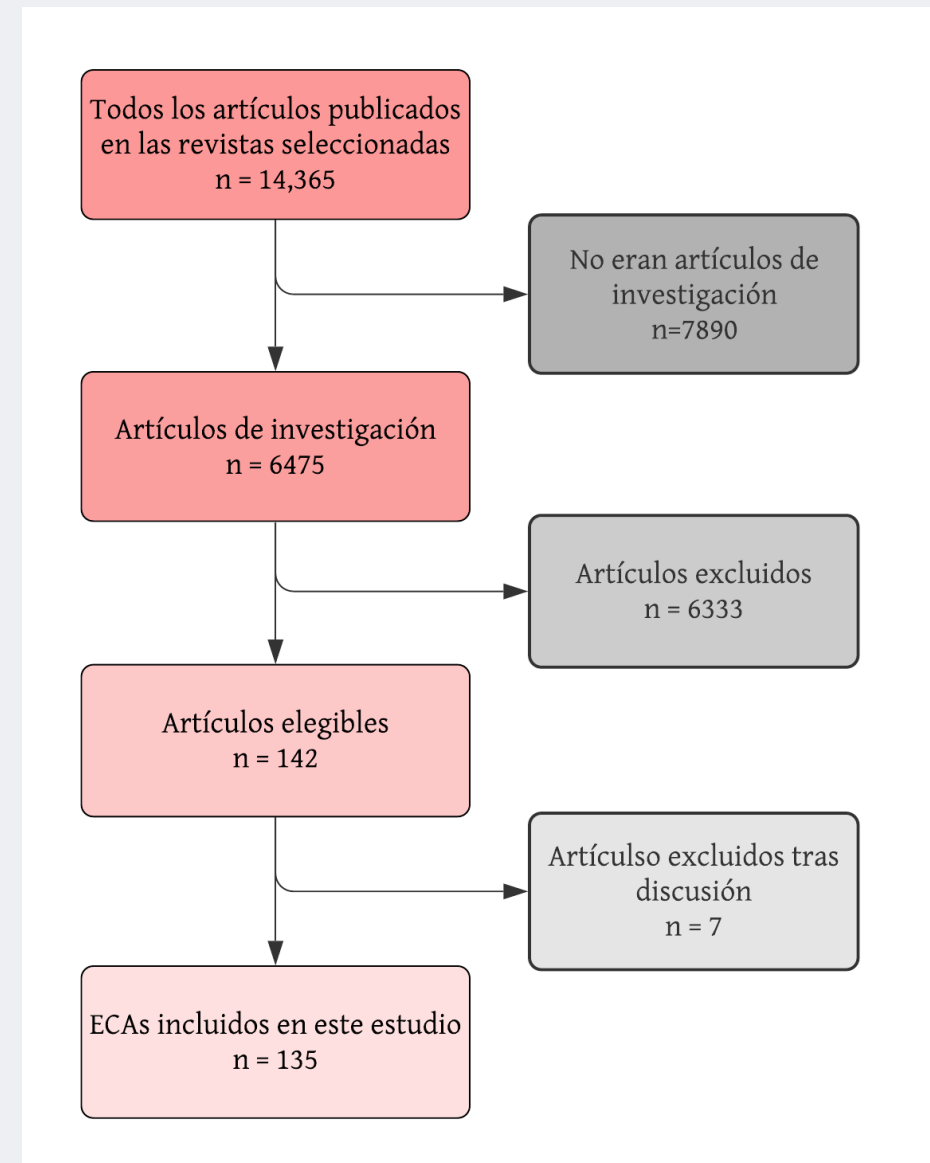 Todos los artículos publicados
en las revistas seleccionadas
n = 14,365
No eran artículos de
investigación
n=7890
Artículos de investigación
n = 6475
Artículos excluidos
n = 6333
Artículos elegibles
n = 142
Artículso excluidos tras
discusión
n = 7
ECAs incluidos en este estudio
n = 135